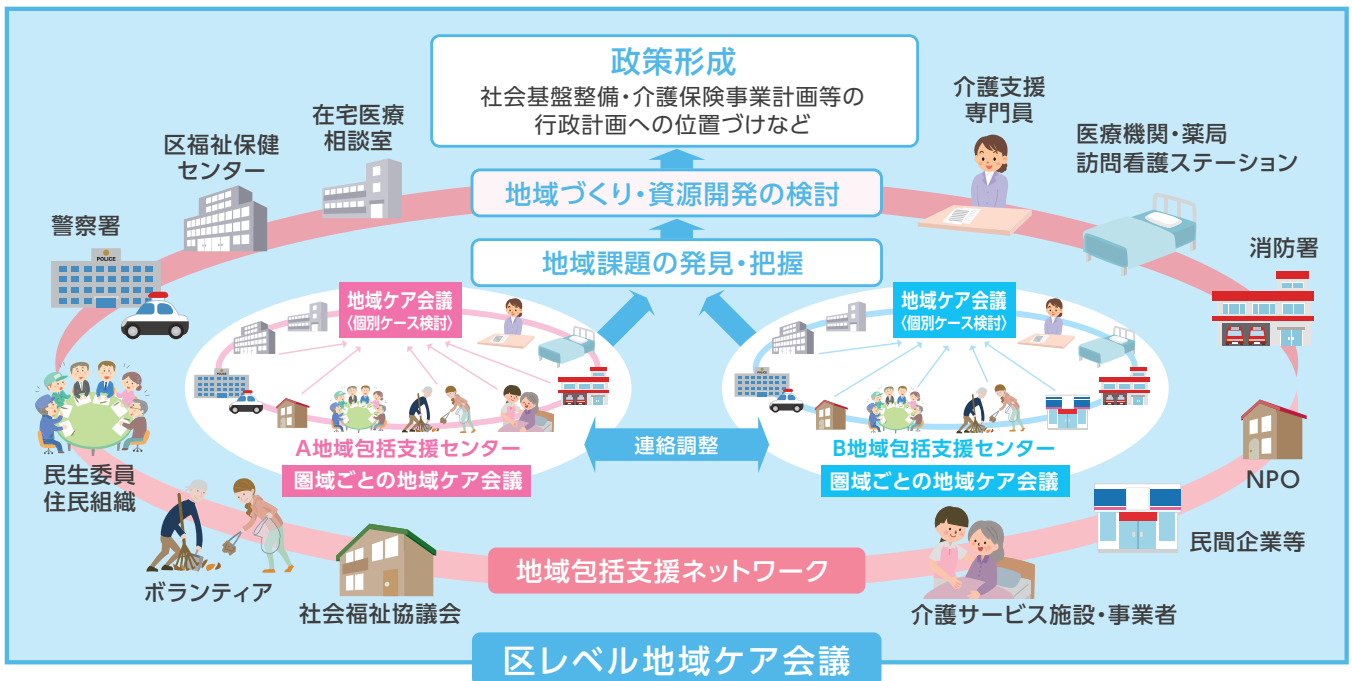 政策形成
社会基盤整備・介護保険事業計画等の
行政計画への位置づけなど
地域づくり・資源開発の検討
地域課題の発見・把握
在宅医療
相談室
区福祉保健
センター
警察署
POLICE
介護支援
専門員
医療機関・薬局
訪問看護ステーション
消防署
地域ケア会議
〈個別ケース検討〉
A地域包括支援センター
圏域ごとの地域ケア会議
連絡調整
地域ケア会議
〈個別ケース検討〉
B地域包括支援センター
圏域ごとの地域ケア会議
民生委員
住民組織
ボランティア
社会福祉協議会
地域包括支援ネットワーク
介護サービス施設・事業者
民間企業等
NPO
区レベル地域ケア会議